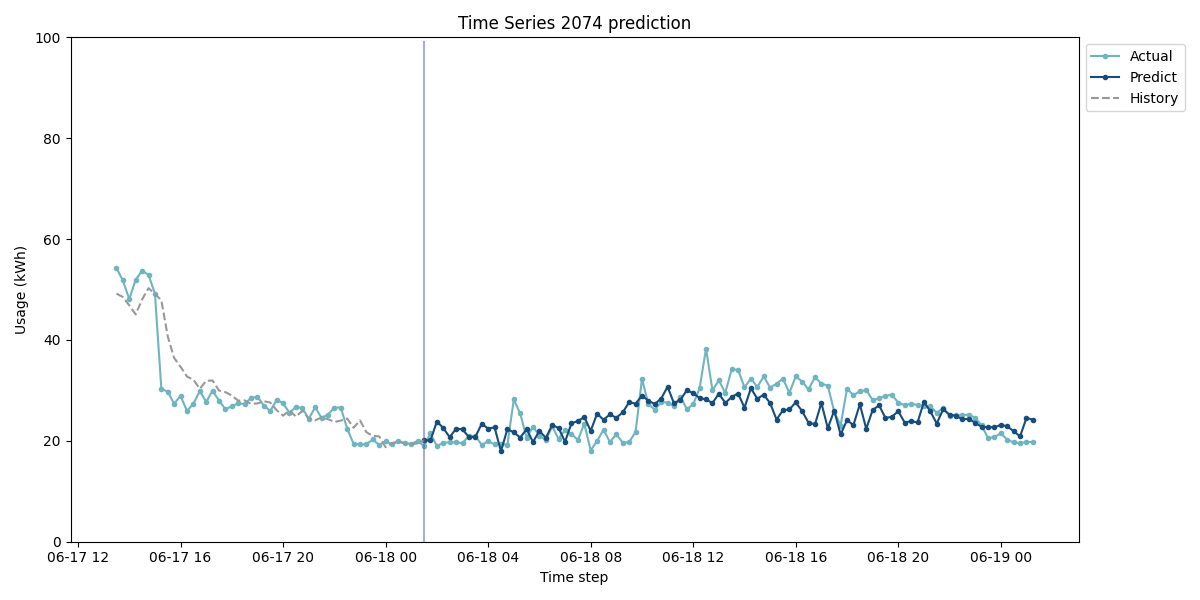 Time Series 2074 prediction
100
80
60
40
20
0
Usage (kWh)
06-17 12
06-17 16
06-17 20
06-18 00
06-18 04
06-18 08
06-18 12
06-18 16
06-18 20
06-19 00
Time step
Actual
Predict
History